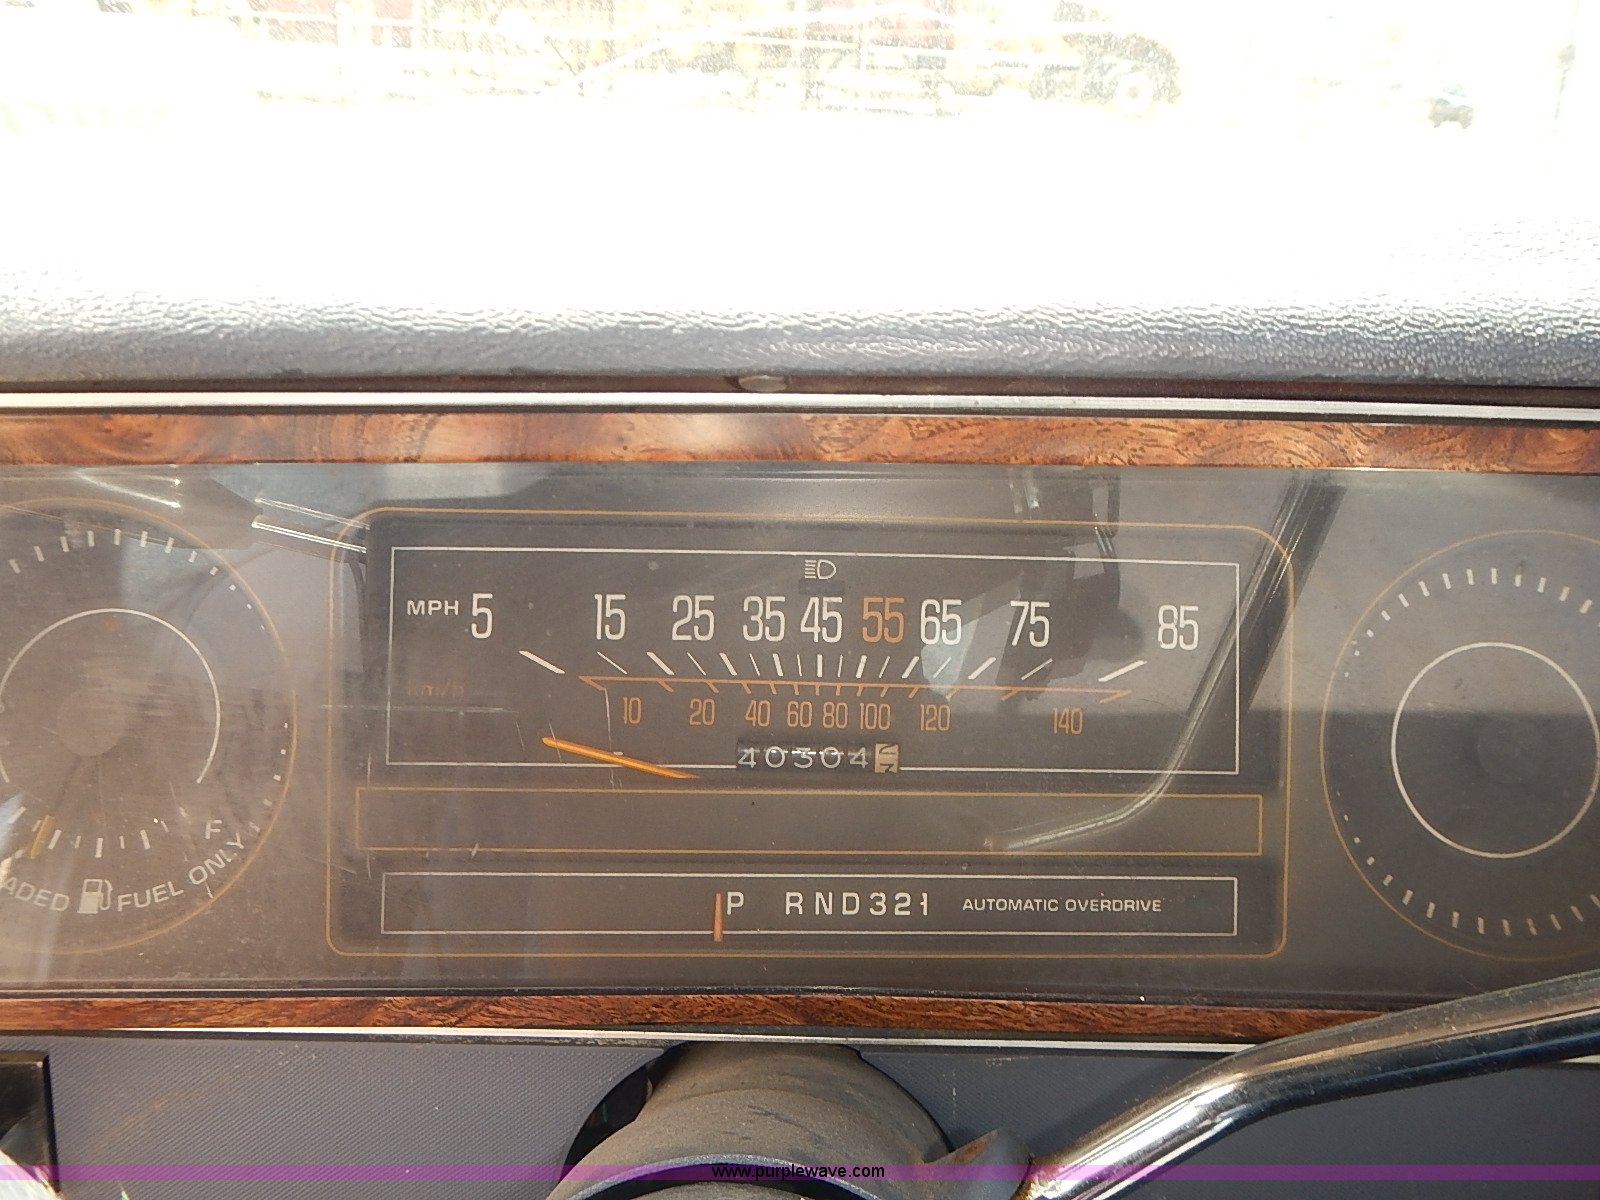 MPH 5 15 25 35 45 55 65 75 85
km/h
10 20 40 60 80 100 120 140
40304
F
FUEL ONLY
P RND321 AUTOMATIC OVERDRIVE
www.purplewave.com